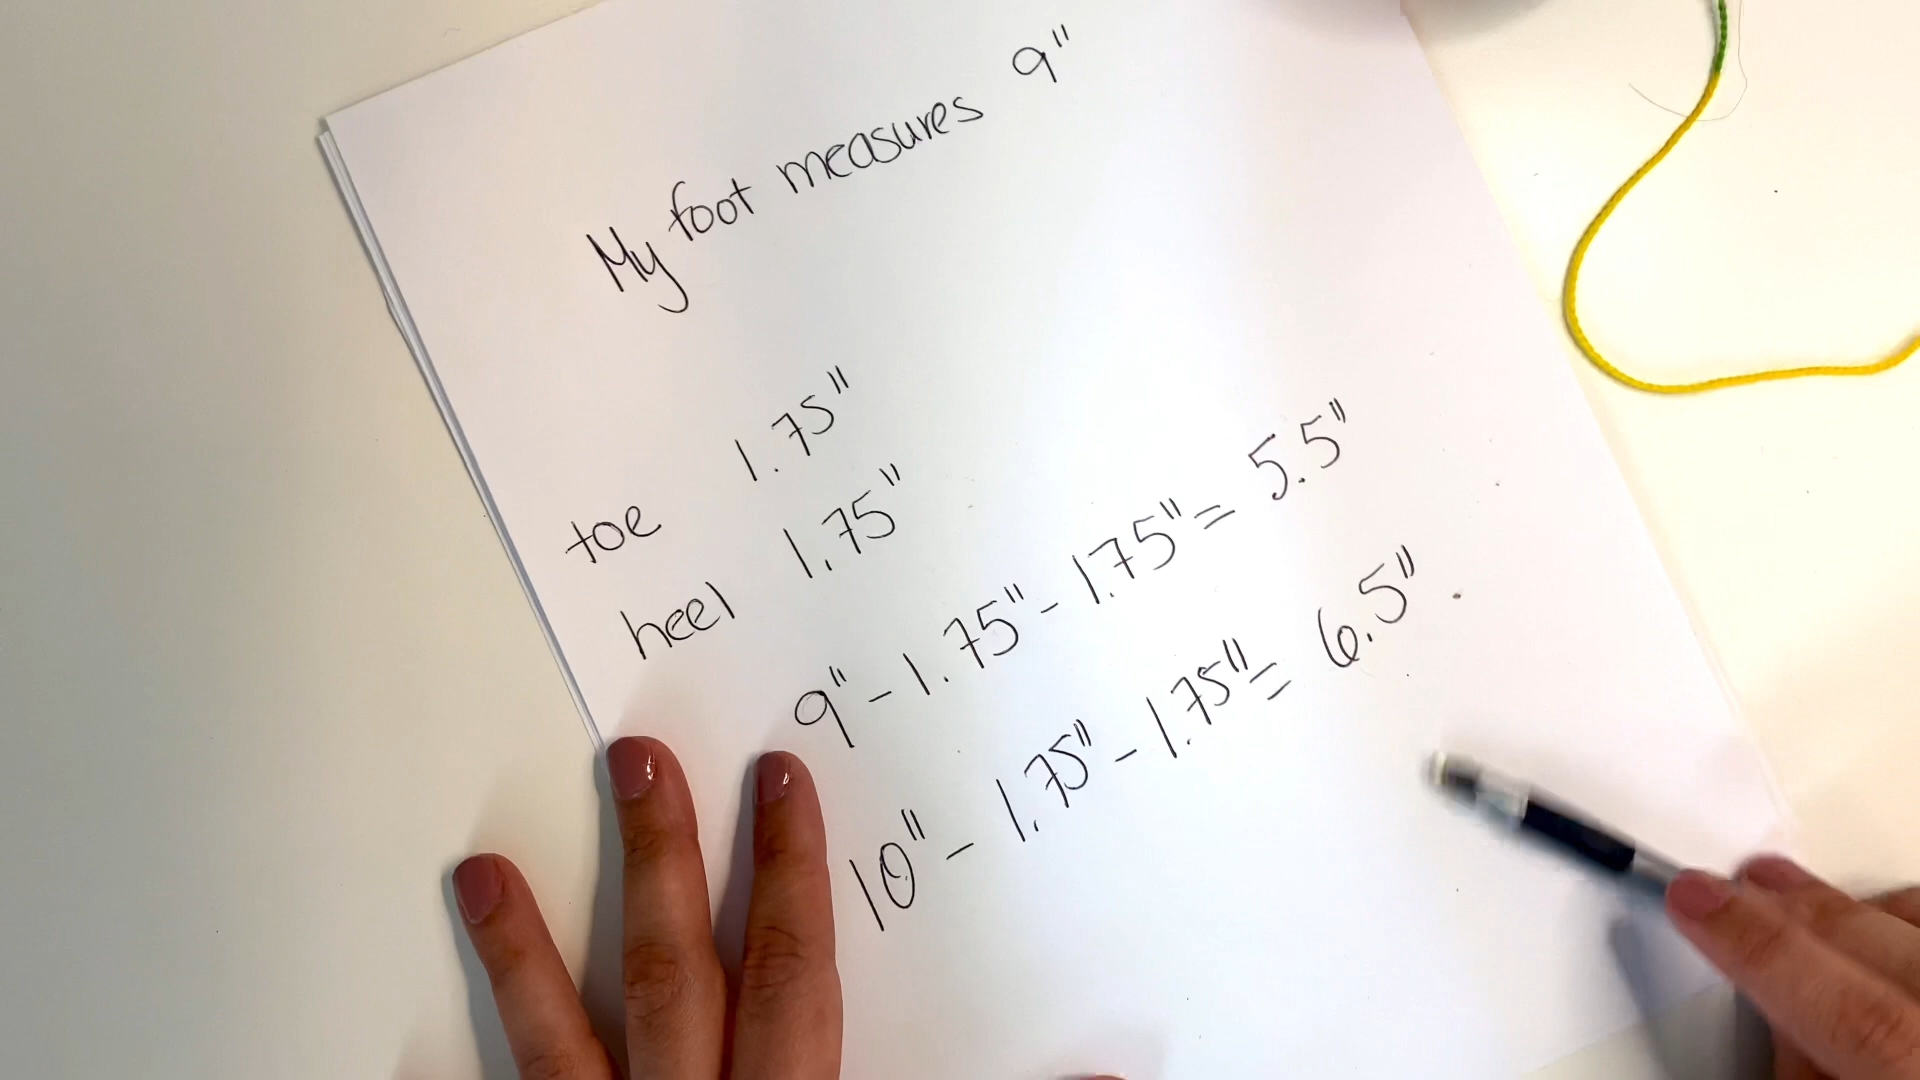 My foot measures 9"
toe 1.75"
heel 1.75"
9" - 1.75" - 1.75" = 5.5"
10" - 1.75" - 1.75" = 6.5".